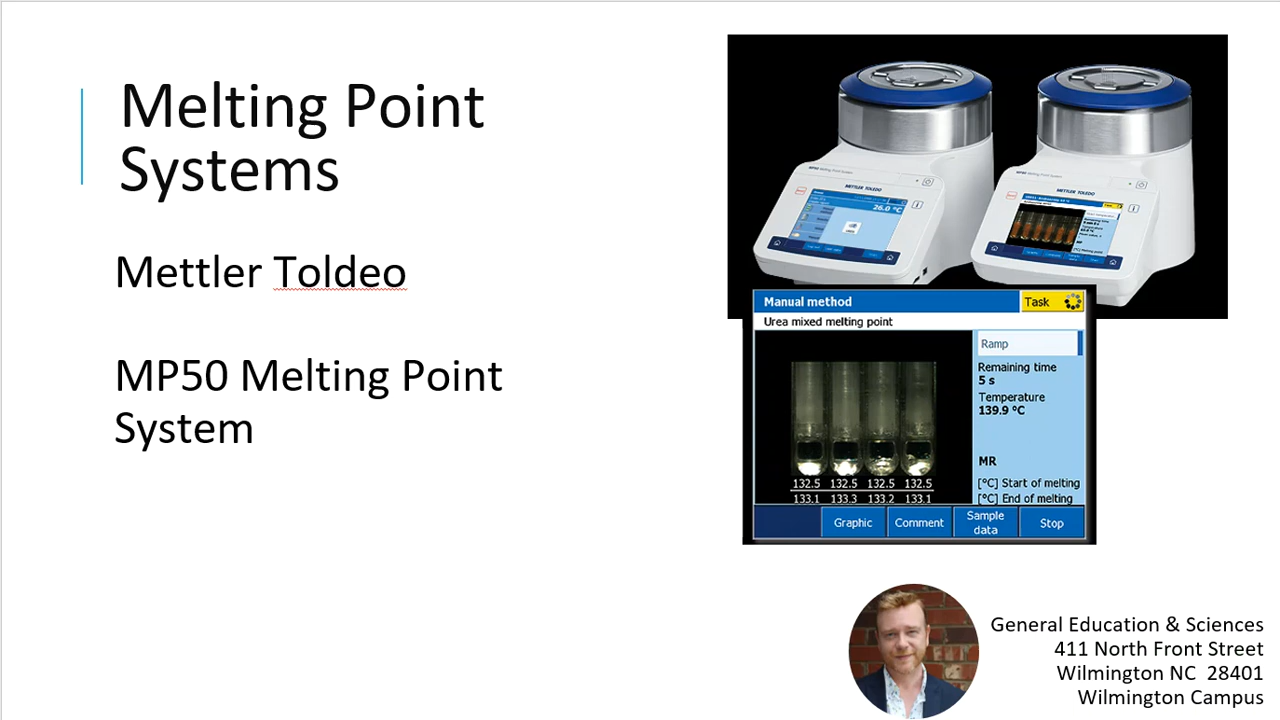 Melting Point
Systems
Mettler Toldeo
MP50 Melting Point
System
METTLER TOLEDO
26.0 °C
METTLER TOLEDO
Manual method
Task
Urea mixed melting point
Ramp
Remaining time
5 s
Temperature
139.9 °C
MR
132.5 132.5 132.5 132.5
[°C] Start of melting
133.1 133.3 133.2 133.1
[°C] End of melting
Graphic
Comment
Sample
data
Stop
General Education & Sciences
411 North Front Street
Wilmington NC  28401
Wilmington Campus